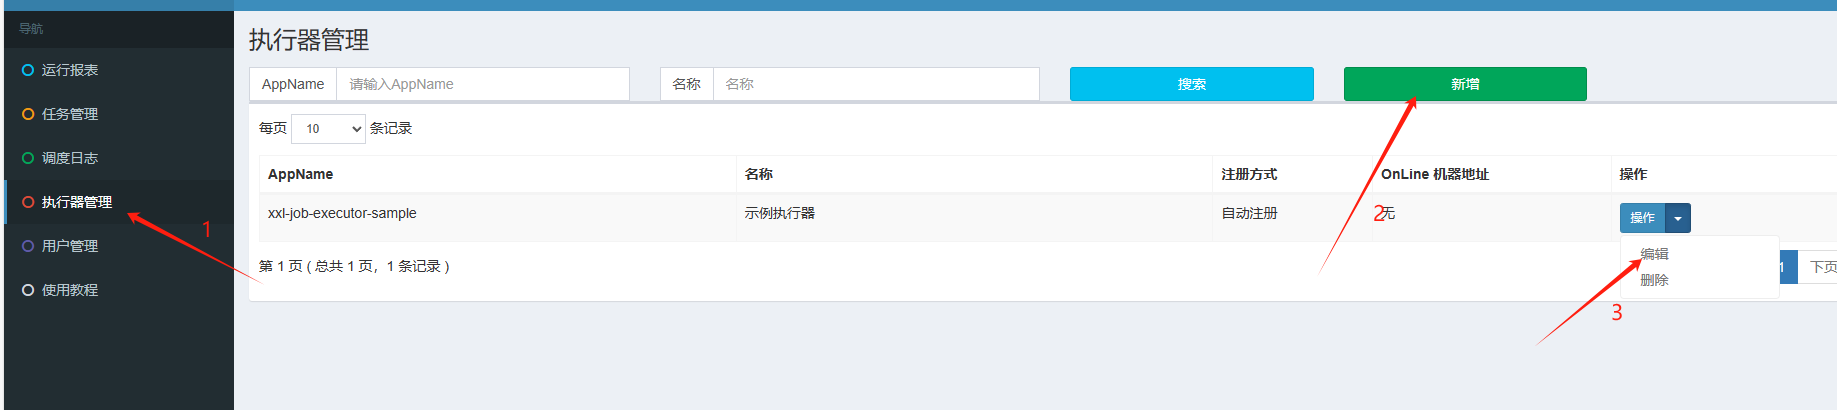 导航
运行报表
任务管理
调度日志
执行器管理
用户管理
使用教程
1
执行器管理
AppName 请输入AppName 名称 名称 搜索 新增
每页 10 条记录
AppName 名称 注册方式 OnLine 机器地址 操作
xxl-job-executor-sample 示例执行器 自动注册 无 操作
2
编辑
删除
3
第 1 页 ( 总共 1 页，1 条记录 ) 1 下页